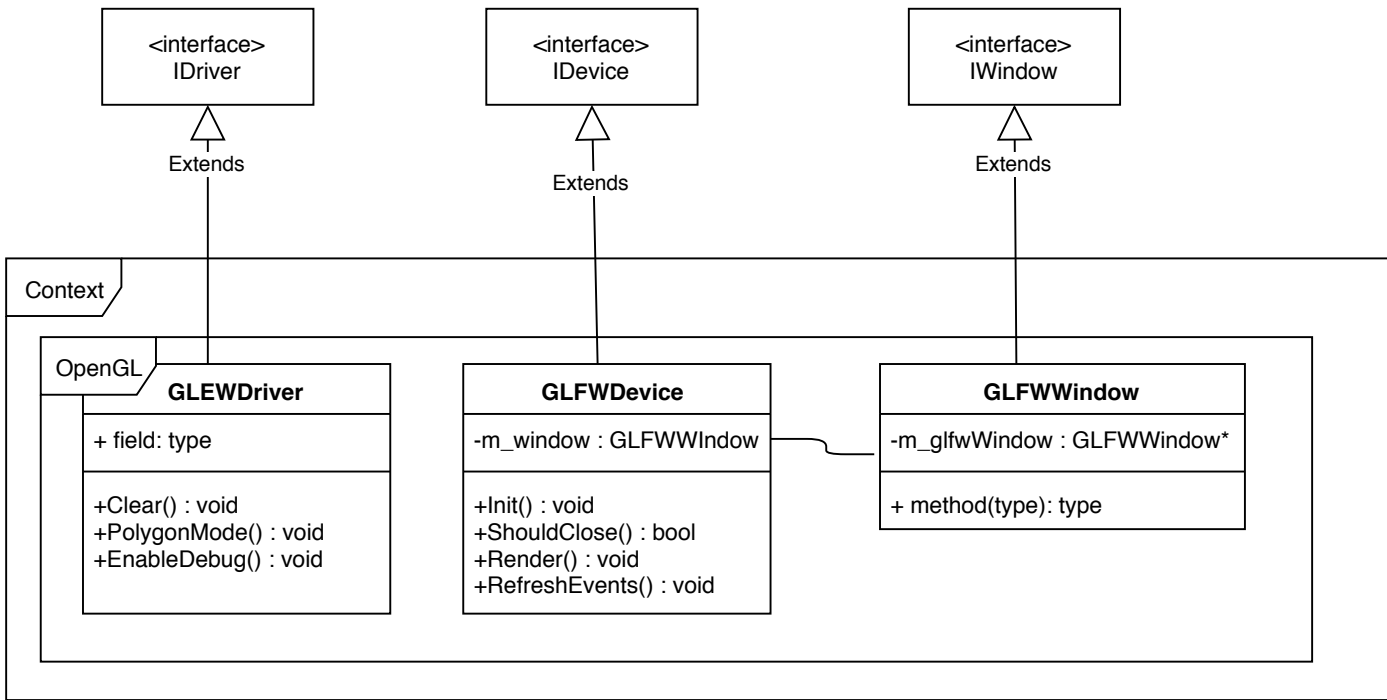 <interface>
IDriver
<interface>
IDevice
<interface>
IWindow
Extends
Extends
Extends
Context
OpenGL
GLEWDriver
+ field: type
+Clear() : void
+PolygonMode() : void
+EnableDebug() : void
GLFWDevice
-m_window : GLFWWIndow
+Init() : void
+ShouldClose() : bool
+Render() : void
+RefreshEvents() : void
GLFWWindow
-m_glfwWindow : GLFWWindow*
+ method(type): type